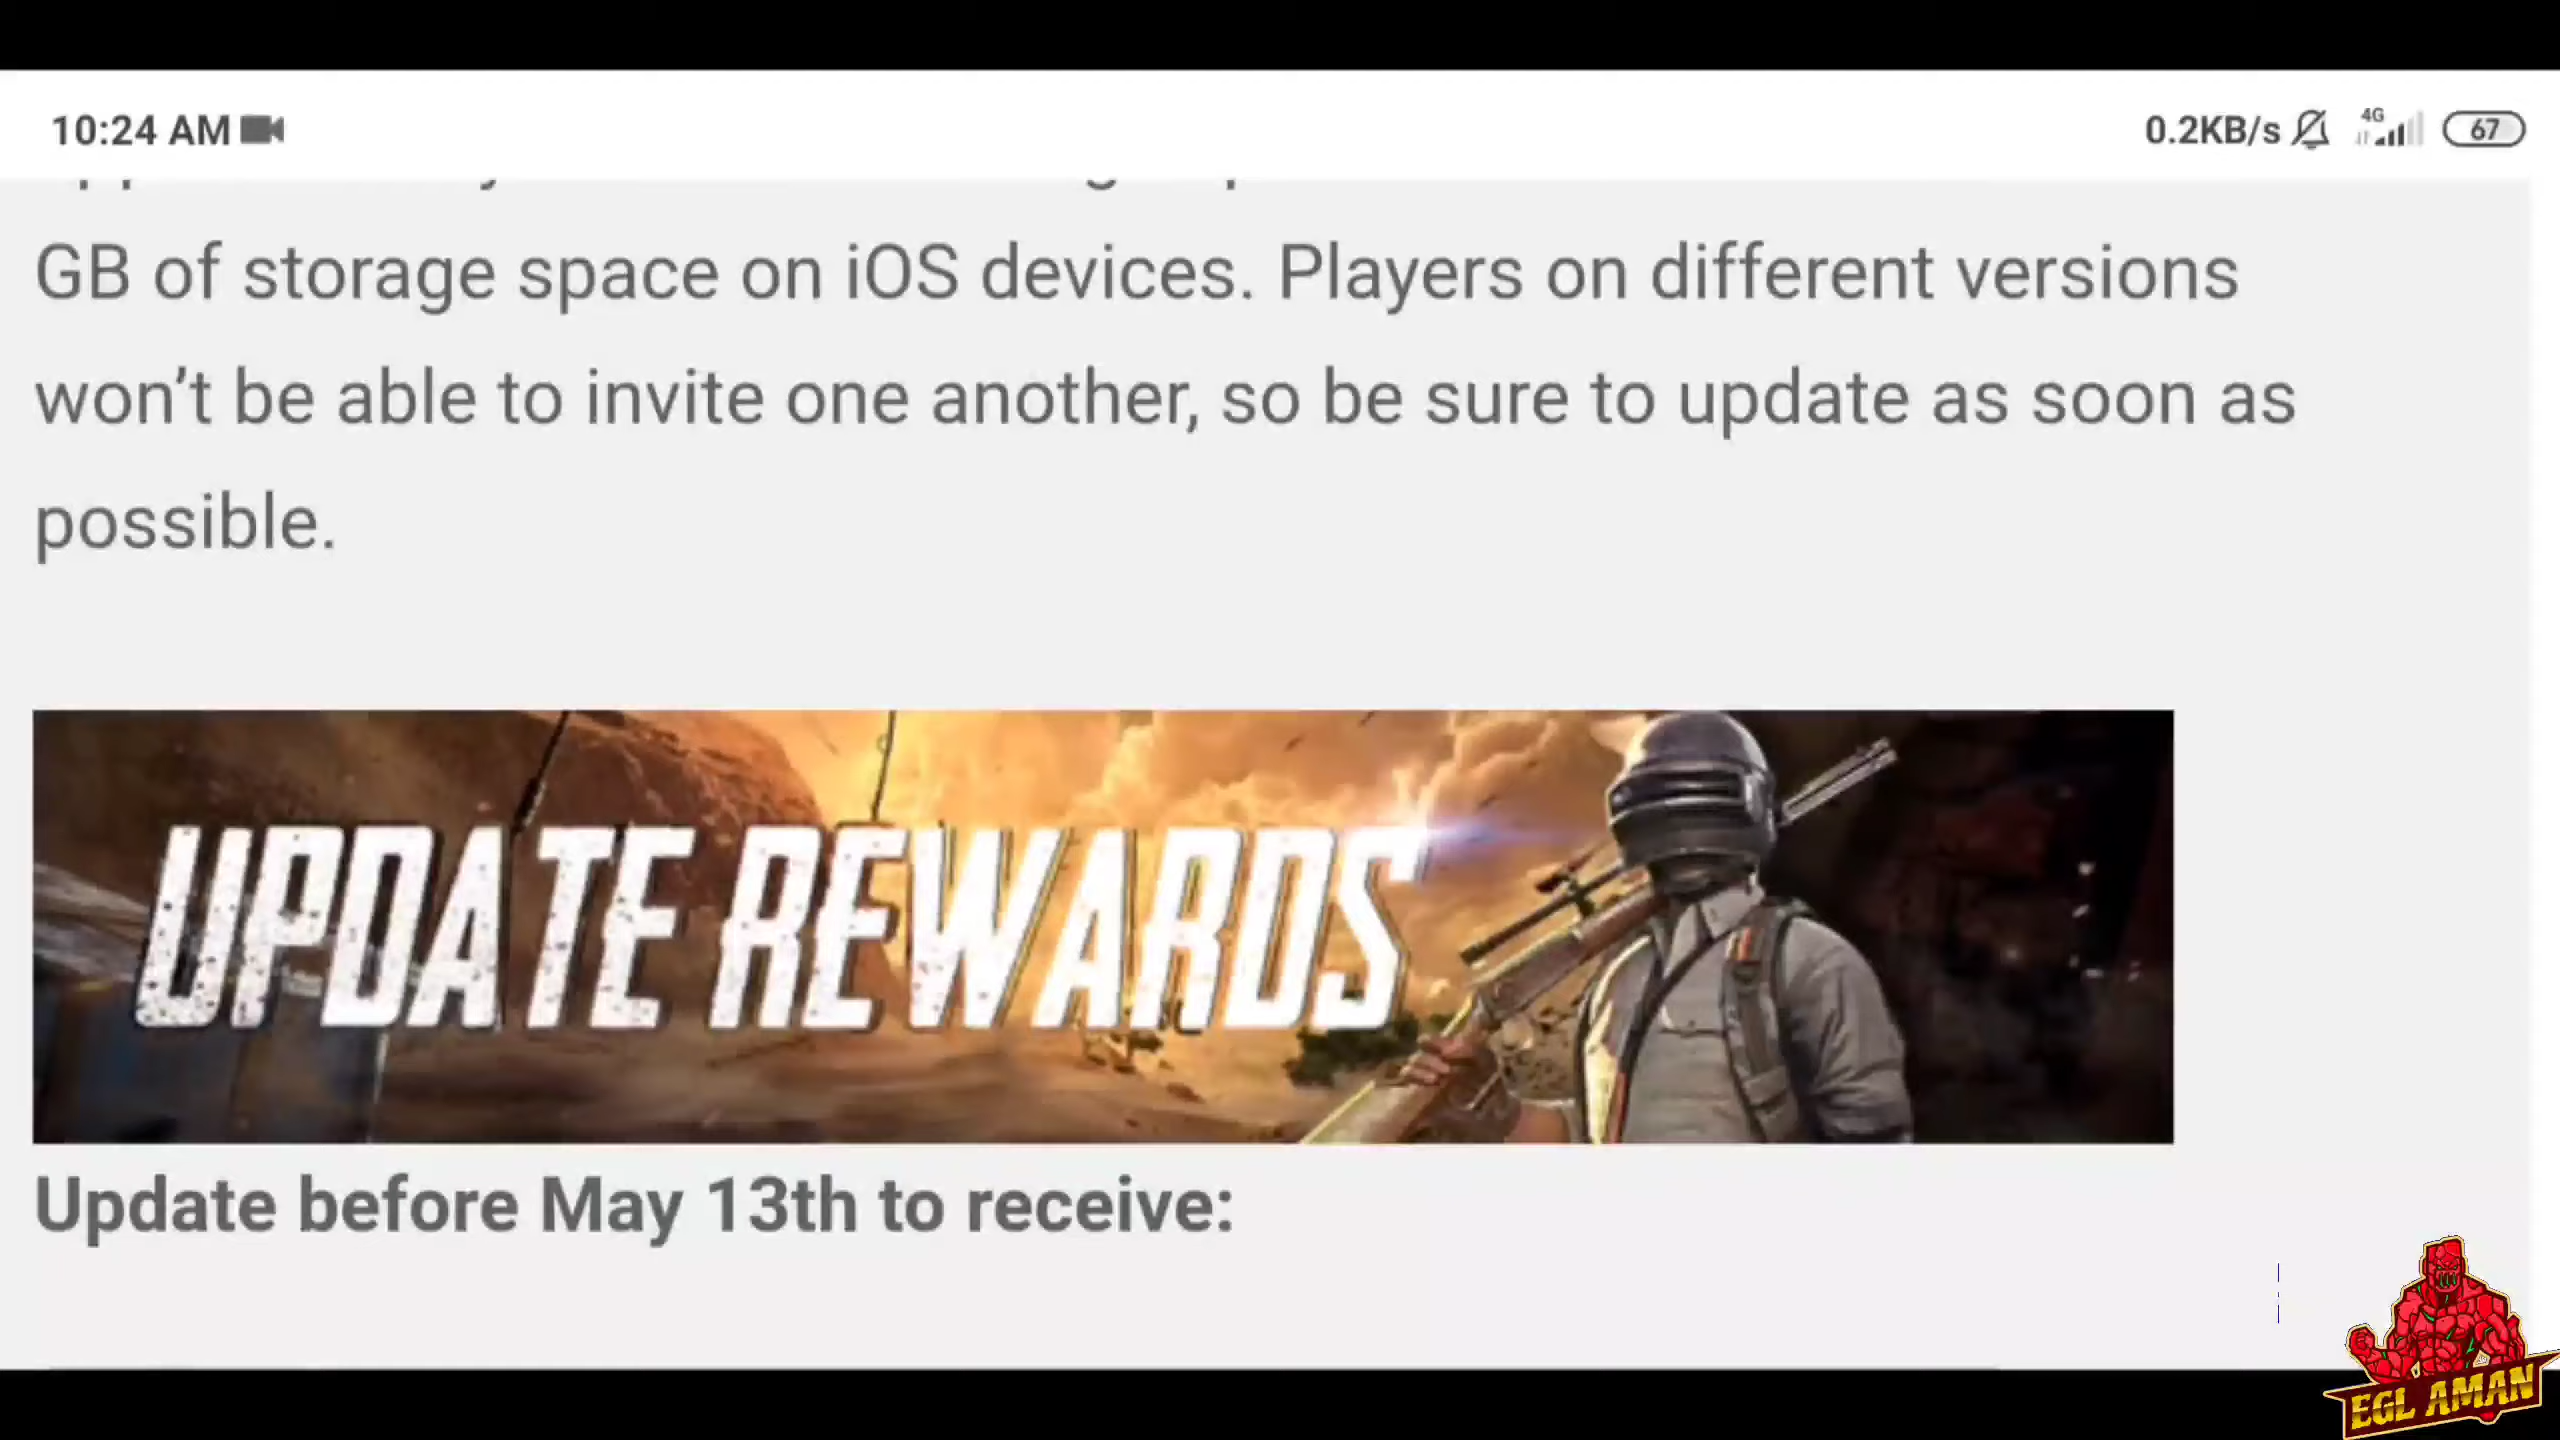 10:24 AM
0.2KB/s
4G
67
GB of storage space on iOS devices. Players on different versions
won't be able to invite one another, so be sure to update as soon as
possible.
UPDATE REWARDS
Update before May 13th to receive:
EGL AMAN